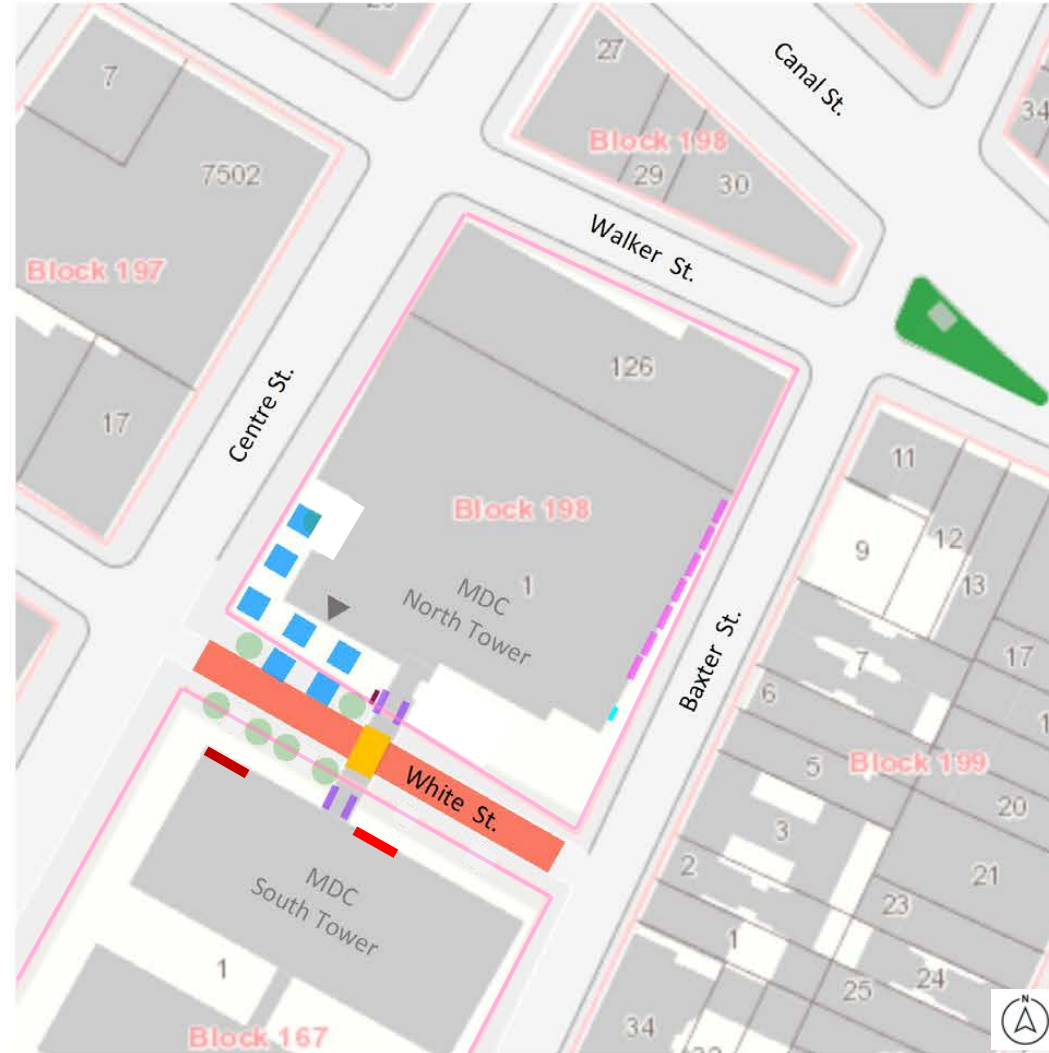 27
Canal St.
34
7
7502
Block 198
29
30
Walker St.
Block 197
126
Centre St.
17
11
Block 198
12
9
13
MDC
North Tower
1
Baxter St.
7
17
6
5
Block 199
White St.
20
3
2
21
MDC
South Tower
23
1
24
25
1
34
Block 167
N